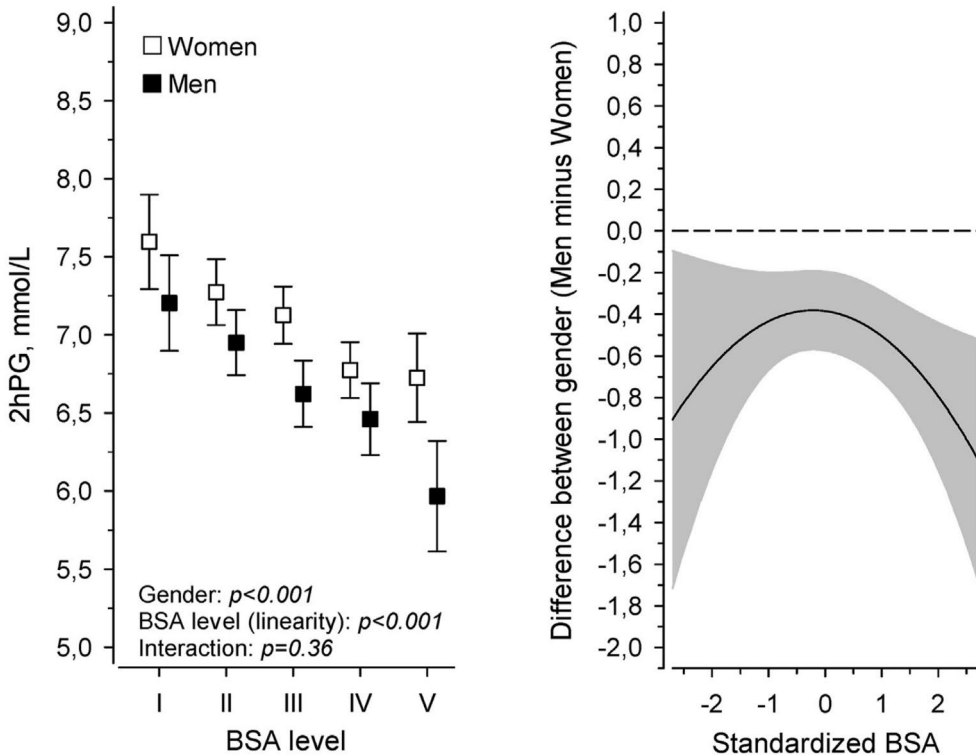 2hPG, mmol/L
9,0
8,5
8,0
7,5
7,0
6,5
6,0
5,5
5,0
Women
Men
Gender: p<0.001
BSA level (linearity): p<0.001
Interaction: p=0.36
I II III IV V
BSA level
Difference between gender (Men minus Women)
1,0
0,8
0,6
0,4
0,2
0,0
-0,2
-0,4
-0,6
-0,8
-1,0
-1,2
-1,4
-1,6
-1,8
-2,0
-2 -1 0 1 2
Standardized BSA